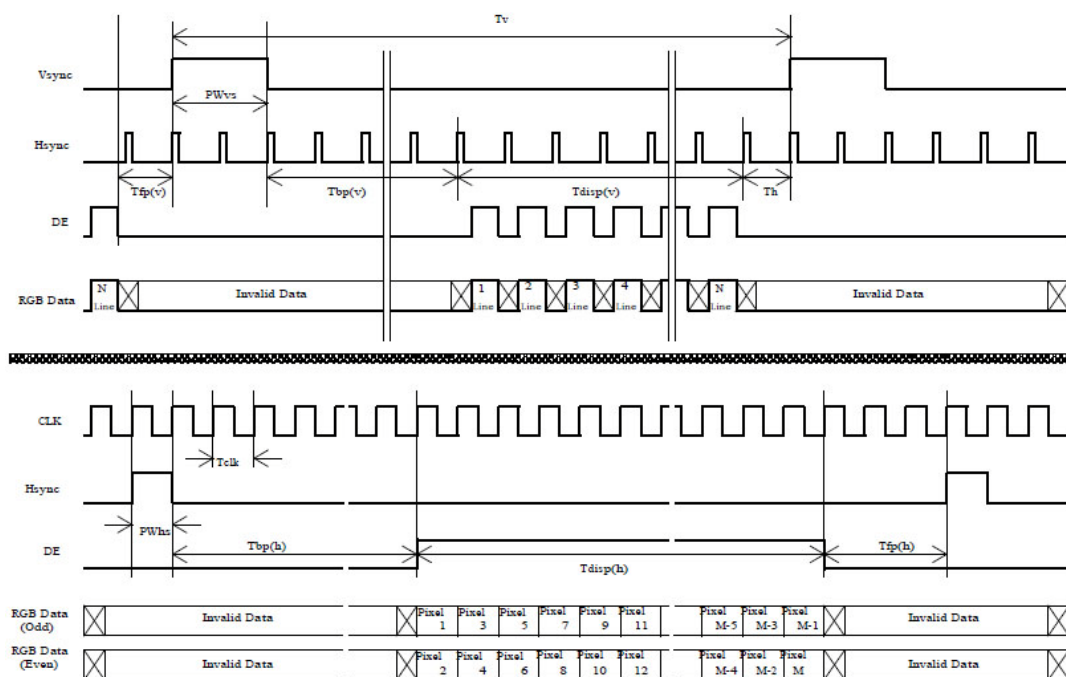 Tv
Vsync
PWvs
Hsync
Tfp(v)
Tbp(v)
Tdisp(v)
Th
DE
RGB Data
N
Line
Invalid Data
1
Line
2
Line
3
Line
4
Line
N
Line
Invalid Data
CLK
Tclk
Hsync
PWhs
DE
Tbp(h)
Tdisp(h)
Tfp(h)
RGB Data
(Odd)
Invalid Data
Pixel
1
Pixel
3
Pixel
5
Pixel
7
Pixel
9
Pixel
11
Pixel
M-5
Pixel
M-3
Pixel
M-1
Invalid Data
RGB Data
(Even)
Invalid Data
Pixel
2
Pixel
4
Pixel
6
Pixel
8
Pixel
10
Pixel
12
Pixel
M-4
Pixel
M-2
Pixel
M
Invalid Data